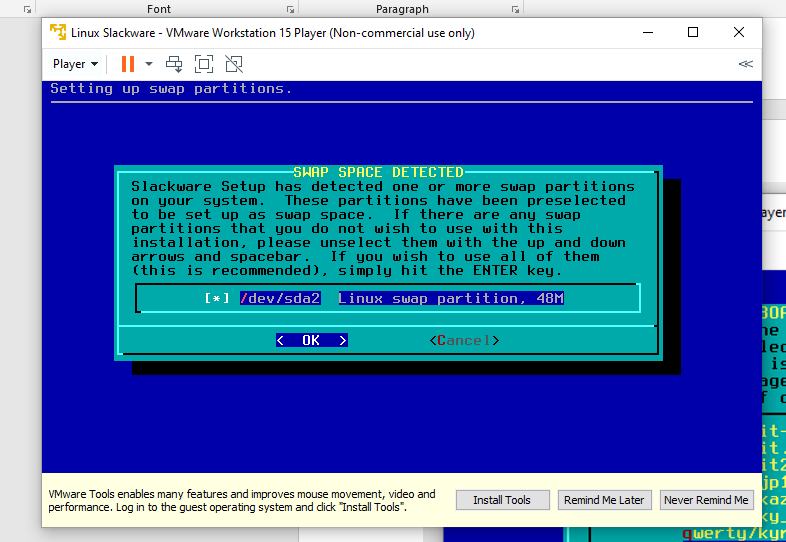 Font
Paragraph
Linux Slackware - VMware Workstation 15 Player (Non-commercial use only)
Player
Setting up swap partitions.
SWAP SPACE DETECTED
Slackware Setup has detected one or more swap partitions
on your system.  These partitions have been preselected
to be set up as swap space.  If there are any swap
partitions that you do not wish to use with this
installation, please unselect them with the up and down
arrows and spacebar.  If you wish to use all of them
(this is recommended), simply hit the ENTER key.
[*] /dev/sda2  Linux swap partition, 48M
<  OK  > <Cancel>
VMware Tools enables many features and improves mouse movement, video and
performance. Log in to the guest operating system and click "Install Tools".
Install Tools
Remind Me Later
Never Remind Me